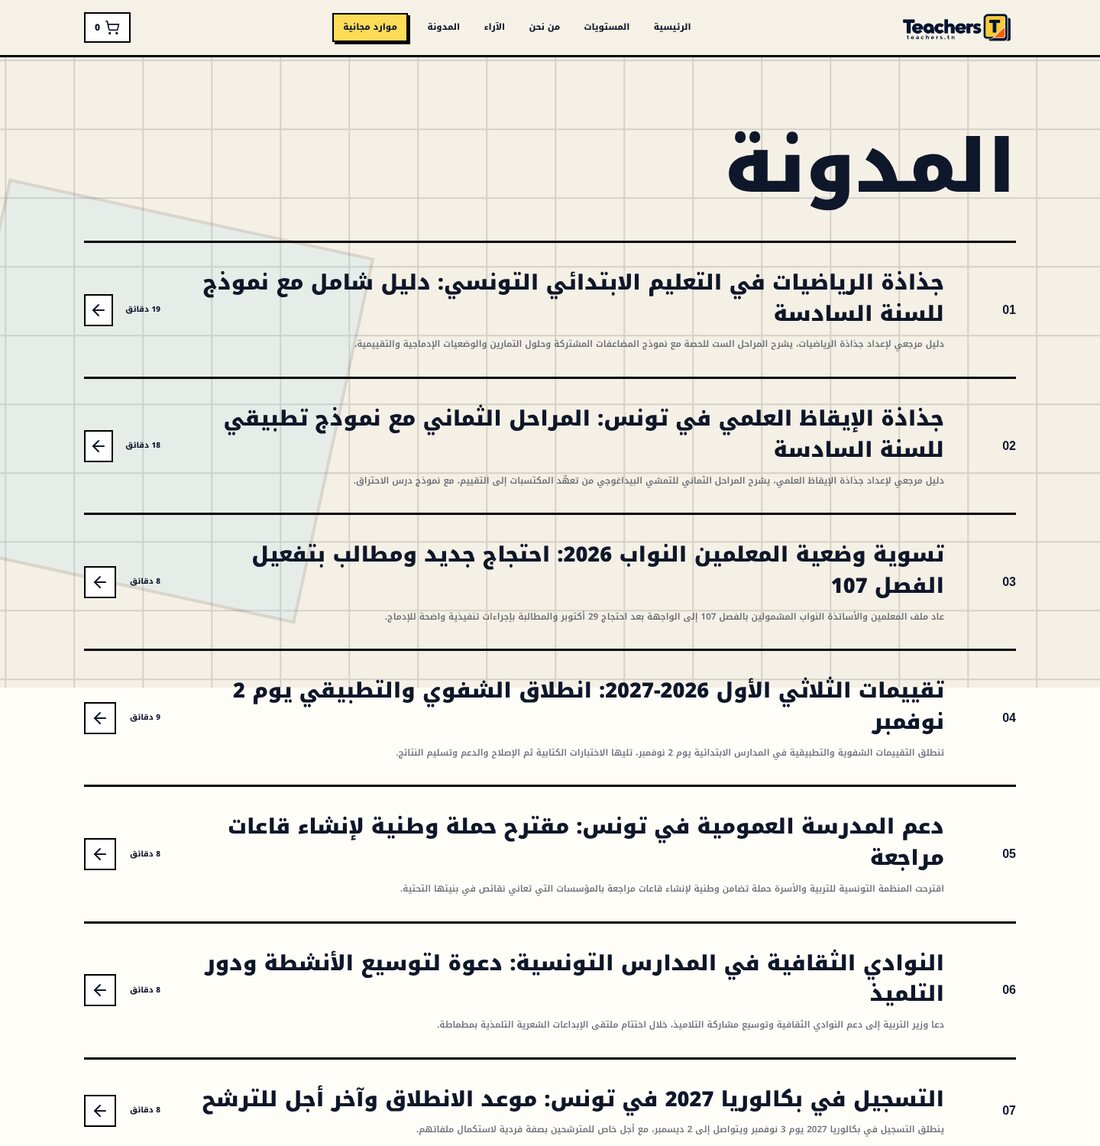 Teachers T
teachers.tn
الرئيسية
المستويات
من نحن
الآراء
المدونة
موارد مجانية
0
المدونة
01
جذاذة الرياضيات في التعليم الابتدائي التونسي: دليل شامل مع نموذج
للسنة السادسة
دليل مرجعي لإعداد جذاذة الرياضيات، يشرح المراحل الست للحصة مع نموذج المضاعفات المشتركة وحلول التمارين والوضعيات الإدماجية والتقييمية.
19 دقائق
02
جذاذة الإيقاظ العلمي في تونس: المراحل الثماني مع نموذج تطبيقي
للسنة السادسة
دليل مرجعي لإعداد جذاذة الإيقاظ العلمي، يشرح المراحل الثماني للتمشي البيداغوجي من تعهّد المكتسبات إلى التقييم، مع نموذج درس الاحتراق.
18 دقائق
03
تسوية وضعية المعلمين النواب 2026: احتجاج جديد ومطالب بتفعيل
الفصل 107
عاد ملف المعلمين والأساتذة النواب المشمولين بالفصل 107 إلى الواجهة بعد احتجاج 29 أكتوبر والمطالبة بإجراءات تنفيذية واضحة للإدماج.
8 دقائق
04
تقييمات الثلاثي الأول 2026-2027: انطلاق الشفوي والتطبيقي يوم 2
نوفمبر
تنطلق التقييمات الشفوية والتطبيقية في المدارس الابتدائية يوم 2 نوفمبر، تليها الاختبارات الكتابية ثم الإصلاح والدعم وتسليم النتائج.
9 دقائق
05
دعم المدرسة العمومية في تونس: مقترح حملة وطنية لإنشاء قاعات
مراجعة
اقترحت المنظمة التونسية للتربية والأسرة حملة تضامن وطنية لإنشاء قاعات مراجعة بالمؤسسات التي تعاني نقائص في بنيتها التحتية.
8 دقائق
06
النوادي الثقافية في المدارس التونسية: دعوة لتوسيع الأنشطة ودور
التلميذ
دعا وزير التربية إلى دعم النوادي الثقافية وتوسيع مشاركة التلاميذ، خلال اختتام ملتقى الإبداعات الشعرية التلمذية بمطماطة.
8 دقائق
07
التسجيل في بكالوريا 2027 في تونس: موعد الانطلاق وآخر أجل للترشح
ينطلق التسجيل في بكالوريا 2027 يوم 3 نوفمبر ويتواصل إلى 2 ديسمبر، مع أجل خاص للمترشحين بصفة فردية لاستكمال ملفاتهم.
8 دقائق